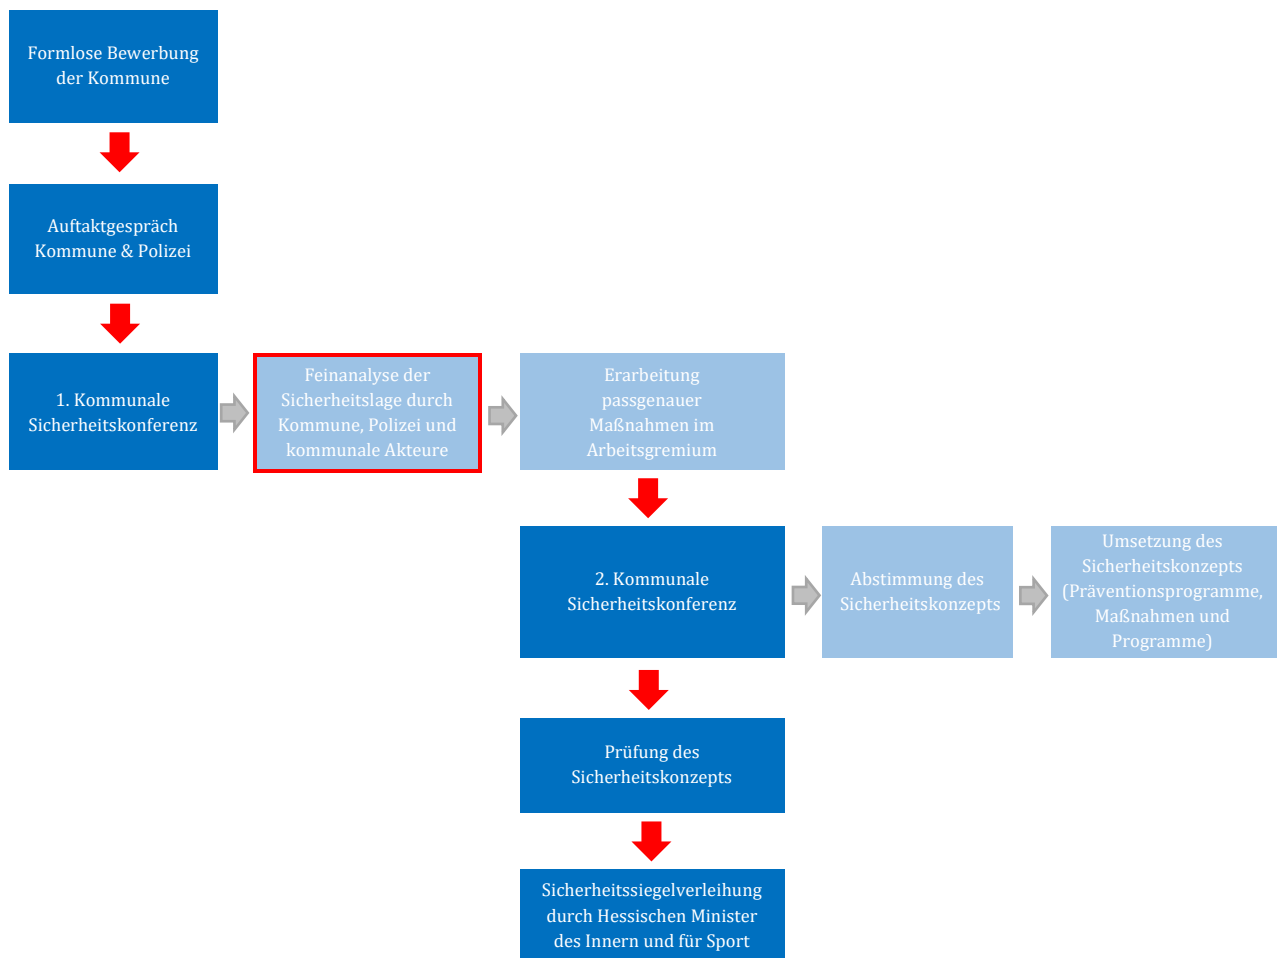 Formlose Bewerbung
der Kommune
Auftaktgespräch
Kommune & Polizei
1. Kommunale
Sicherheitskonferenz
Feinanalyse der
Sicherheitslage durch
Kommune, Polizei und
kommunale Akteure
Erarbeitung
passgenauer
Maßnahmen im
Arbeitsgremium
2. Kommunale
Sicherheitskonferenz
Abstimmung des
Sicherheitskonzepts
Umsetzung des
Sicherheitskonzepts
(Präventionsprogramme,
Maßnahmen und
Programme)
Prüfung des
Sicherheitskonzepts
Sicherheitssiegelverleihung
durch Hessischen Minister
des Innern und für Sport